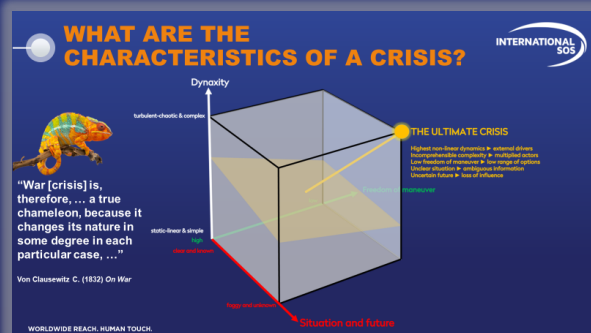 WHAT ARE THE
CHARACTERISTICS OF A CRISIS?
INTERNATIONAL
SOS
Dynaxity
turbulent-chaotic & complex
THE ULTIMATE CRISIS
Highest non-linear dynamics ► external drivers
Incomprehensible complexity ► multiplied actors
Low freedom of maneuver ► low range of options
Unclear situation ► ambiguous information
Uncertain future ► loss of influence
“War [crisis] is,
therefore, … a true
chameleon, because it
changes its nature in
some degree in each
particular case, …”
Von Clausewitz C. (1832) On War
Freedom of maneuver
static-linear & simple
high
clear and known
foggy and unknown
Situation and future
WORLDWIDE REACH. HUMAN TOUCH.